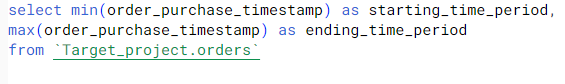 select min(order_purchase_timestamp) as starting_time_period,
max(order_purchase_timestamp) as ending_time_period
from `Target_project.orders`